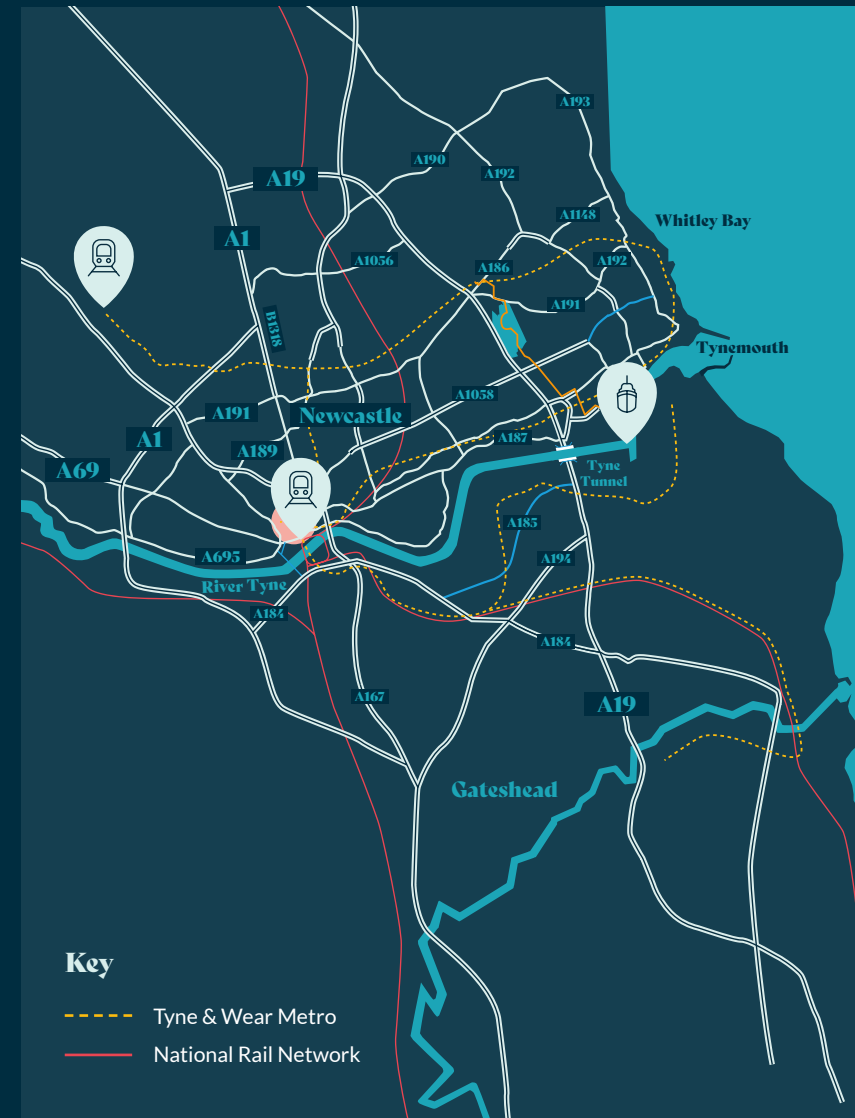 A193
A190
A192
A19
A1148
Whitley Bay
A1
A1056
A192
A186
A191
B1318
Tynemouth
A1058
A191
Newcastle
A1
A189
A187
A69
Tyne
Tunnel
A185
A695
A194
River Tyne
A184
A184
A167
A19
Gateshead
Key
Tyne & Wear Metro
National Rail Network